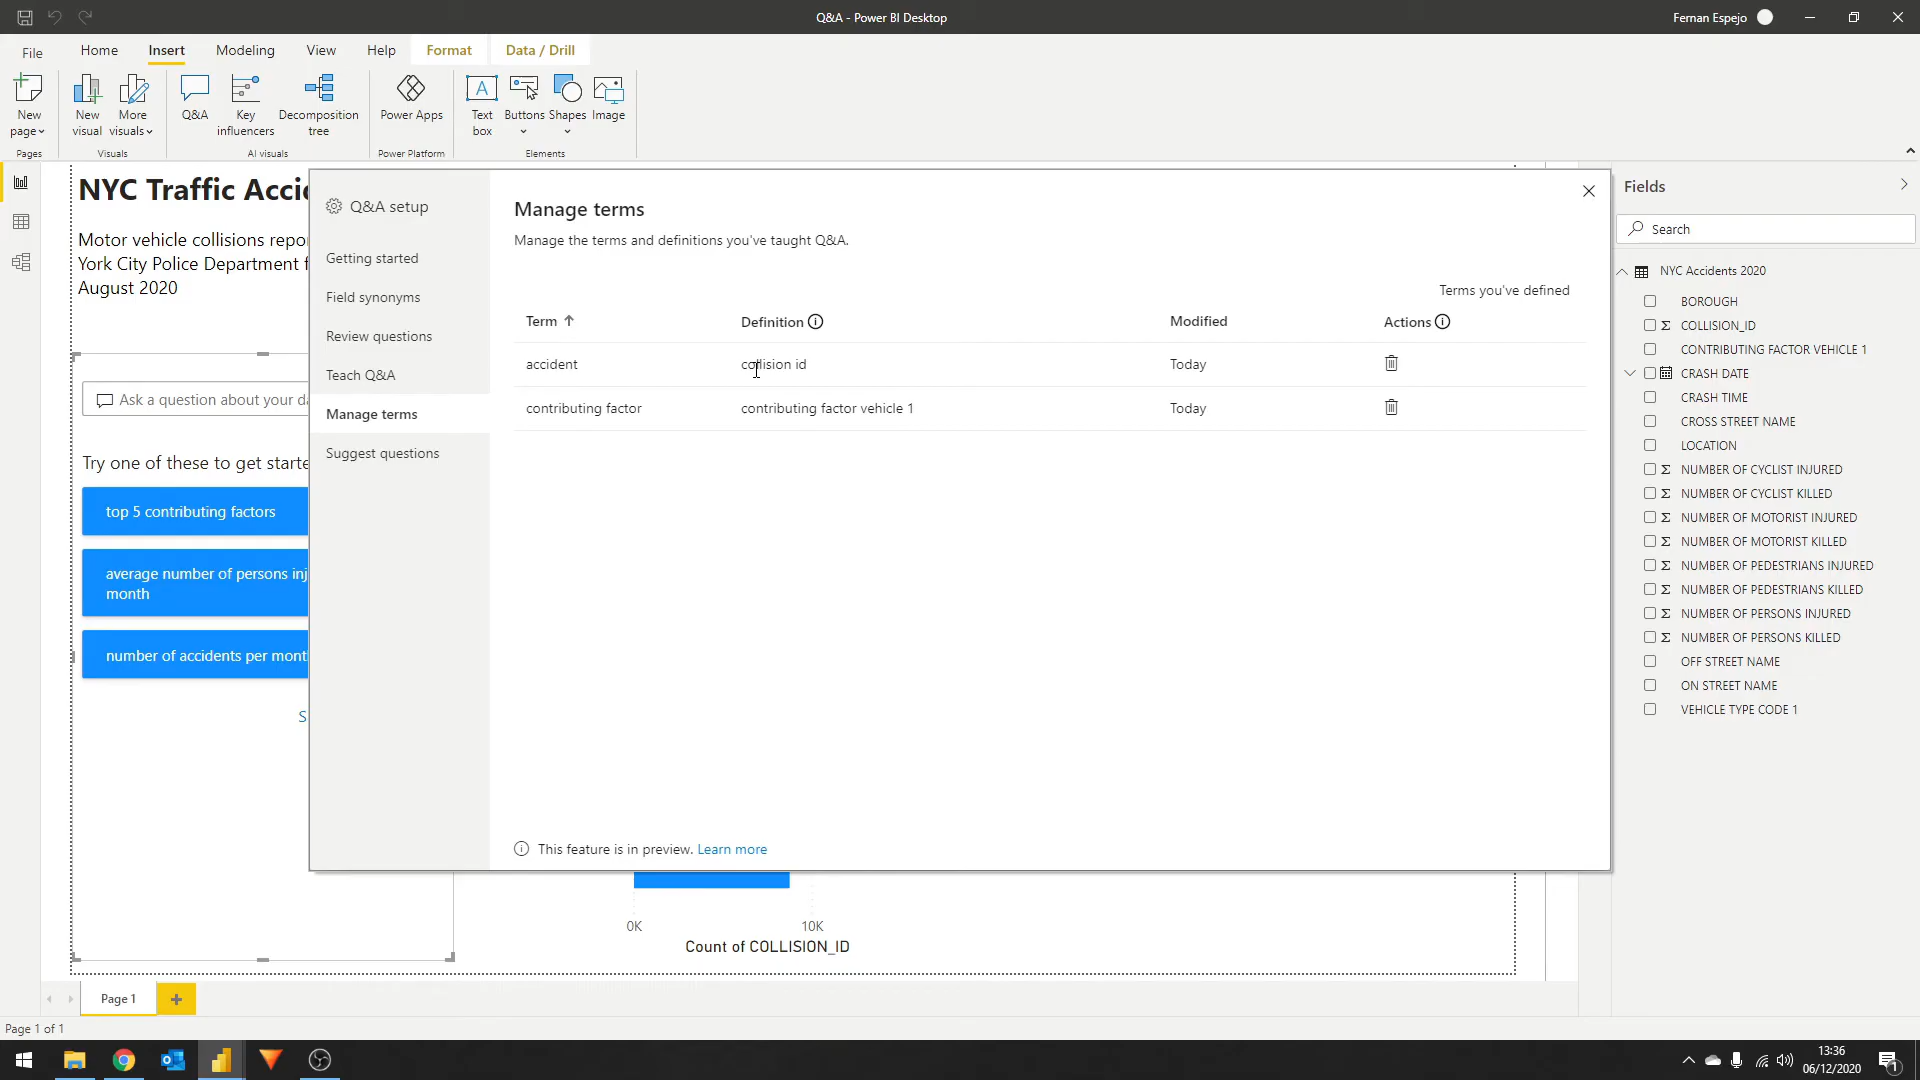 Q&A - Power BI Desktop
Fernan Espejo
File
Home
Insert
Modeling
View
Help
Format
Data / Drill
New page
New visual
More visuals
Q&A
Key influencers
Decomposition tree
Power Apps
Text box
Buttons
Shapes
Image
Pages
Visuals
AI visuals
Power Platform
Elements
NYC Traffic Acci
Motor vehicle collisions repo
York City Police Department f
August 2020
Ask a question about your da
Try one of these to get starte
top 5 contributing factors
average number of persons inj
month
number of accidents per mont
S
Q&A setup
Getting started
Field synonyms
Review questions
Teach Q&A
Manage terms
Suggest questions
Manage terms
Manage the terms and definitions you've taught Q&A.
Terms you've defined
Term
Definition
Modified
Actions
accident
collision id
Today
contributing factor
contributing factor vehicle 1
Today
This feature is in preview. Learn more
0K
10K
Count of COLLISION_ID
Fields
Search
NYC Accidents 2020
BOROUGH
COLLISION_ID
CONTRIBUTING FACTOR VEHICLE 1
CRASH DATE
CRASH TIME
CROSS STREET NAME
LOCATION
NUMBER OF CYCLIST INJURED
NUMBER OF CYCLIST KILLED
NUMBER OF MOTORIST INJURED
NUMBER OF MOTORIST KILLED
NUMBER OF PEDESTRIANS INJURED
NUMBER OF PEDESTRIANS KILLED
NUMBER OF PERSONS INJURED
NUMBER OF PERSONS KILLED
OFF STREET NAME
ON STREET NAME
VEHICLE TYPE CODE 1
Page 1
Page 1 of 1
13:36
06/12/2020
1